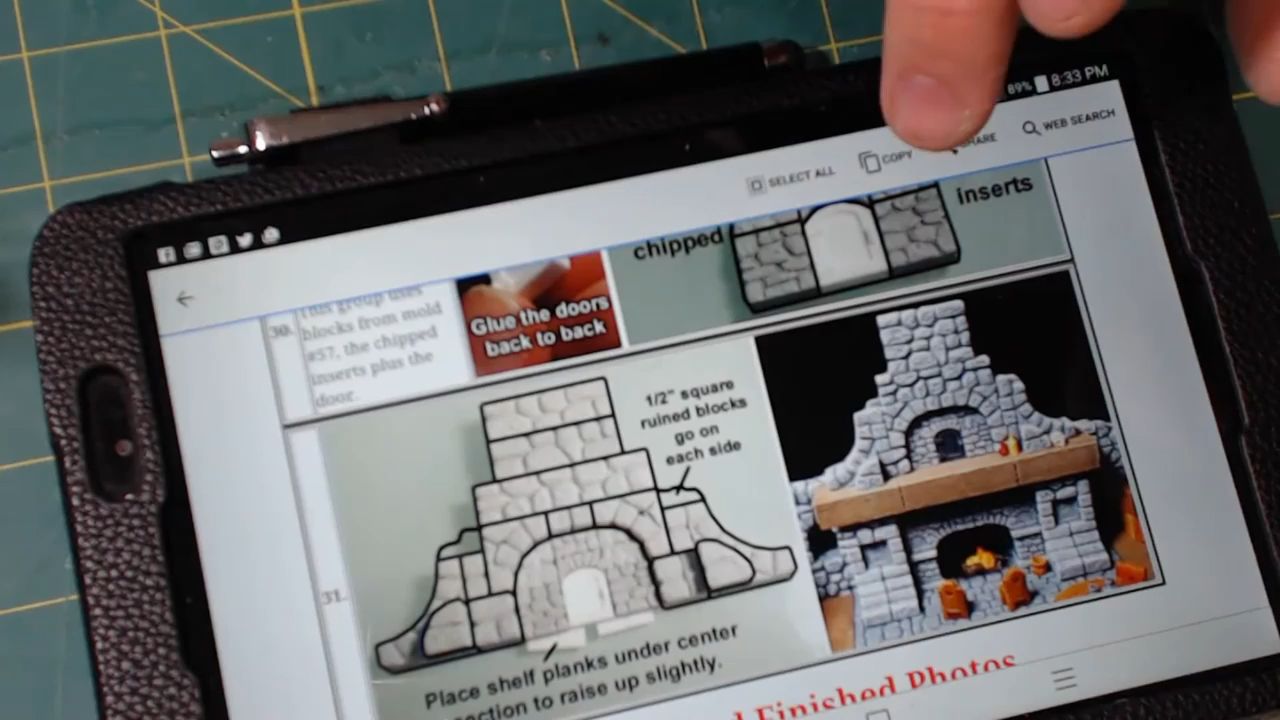 89% 8:33 PM
SELECT ALL COPY WEB SEARCH
chipped
inserts
30.
This group uses
blocks from mold
#57, the chipped
inserts plus the
door.
Glue the doors
back to back
31.
1/2" square
ruined blocks
go on
each side
Place shelf planks under center
section to raise up slightly.
Finished Photos